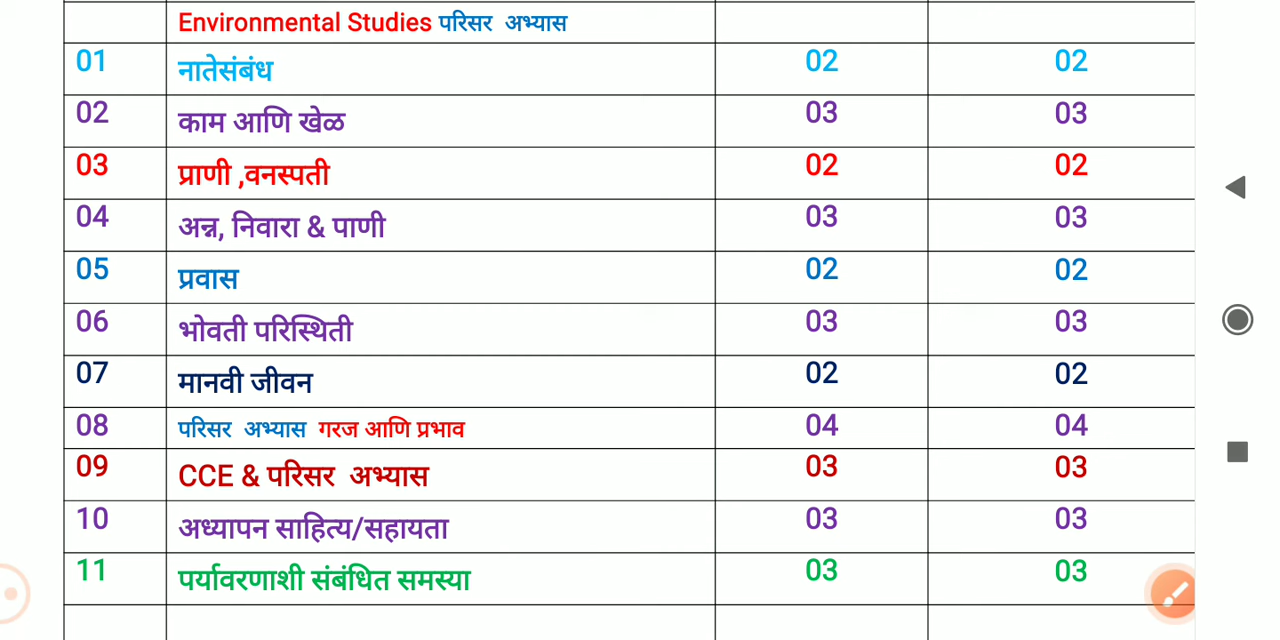 Environmental Studies परिसर अभ्यास
01 नातेसंबंध 02 02
02 काम आणि खेळ 03 03
03 प्राणी ,वनस्पती 02 02
04 अन्न, निवारा & पाणी 03 03
05 प्रवास 02 02
06 भोवती परिस्थिती 03 03
07 मानवी जीवन 02 02
08 परिसर अभ्यास गरज आणि प्रभाव 04 04
09 CCE & परिसर अभ्यास 03 03
10 अध्यापन साहित्य/सहायता 03 03
11 पर्यावरणाशी संबंधित समस्या 03 03